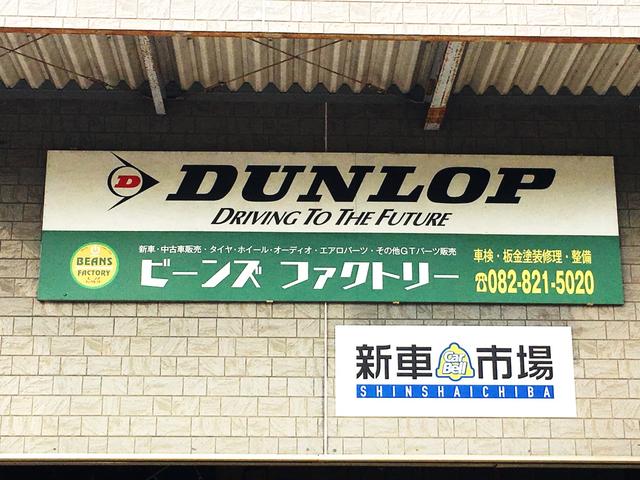 D DUNLOP
DRIVING TO THE FUTURE
BEANS
FACTORY
新車・中古車販売・タイヤ・ホイール・オーディオ・エアロパーツ・その他GTパーツ販売
ビーンズ ファクトリー
車検・板金塗装修理・整備
☎082-821-5020
新車 Car Bell 市場
SHINSHAICHIBA